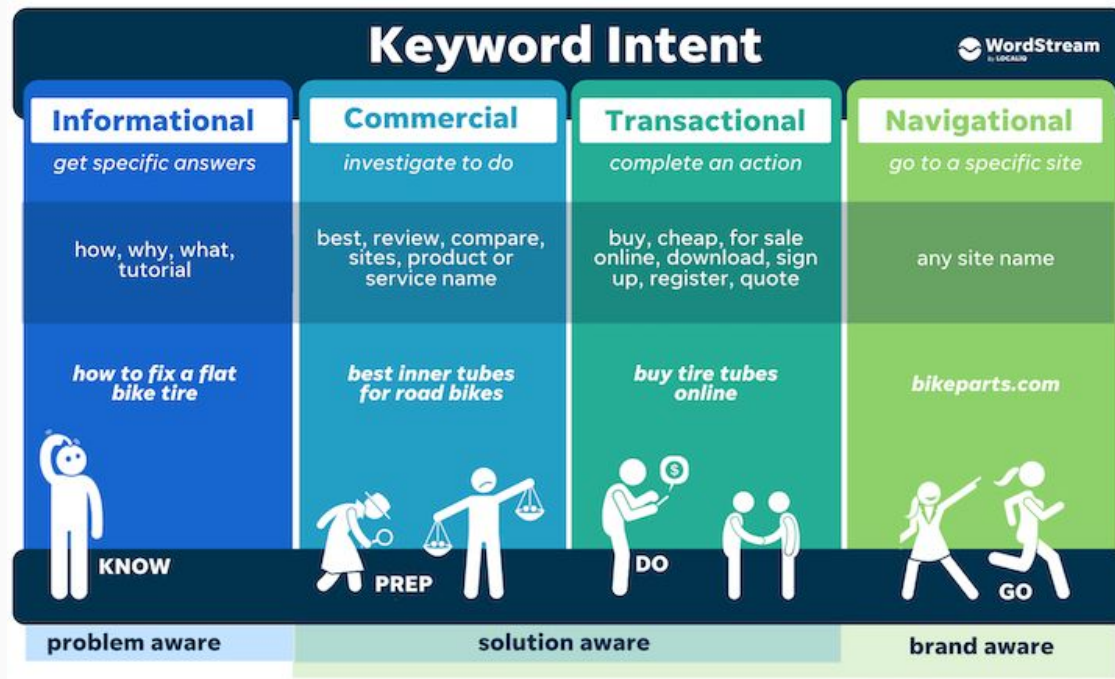 Keyword Intent
WordStream
by LOCALiQ
Informational
get specific answers
how, why, what,
tutorial
how to fix a flat
bike tire
KNOW
problem aware
Commercial
investigate to do
best, review, compare,
sites, product or
service name
best inner tubes
for road bikes
PREP
Transactional
complete an action
buy, cheap, for sale
online, download, sign
up, register, quote
buy tire tubes
online
$
DO
solution aware
Navigational
go to a specific site
any site name
bikeparts.com
GO
brand aware